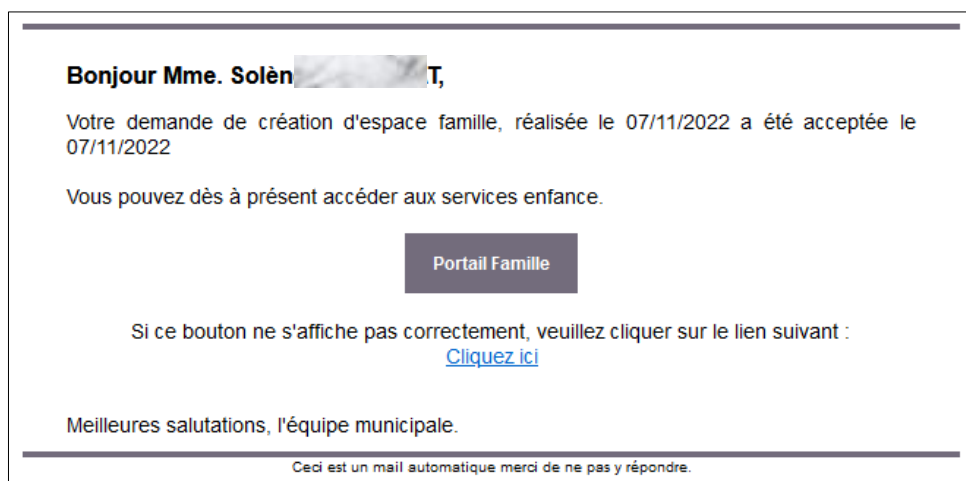 Bonjour Mme. Solèn T,
Votre demande de création d'espace famille, réalisée le 07/11/2022 a été acceptée le
07/11/2022
Vous pouvez dès à présent accéder aux services enfance.
Portail Famille
Si ce bouton ne s'affiche pas correctement, veuillez cliquer sur le lien suivant :
Cliquez ici
Meilleures salutations, l'équipe municipale.
Ceci est un mail automatique merci de ne pas y répondre.